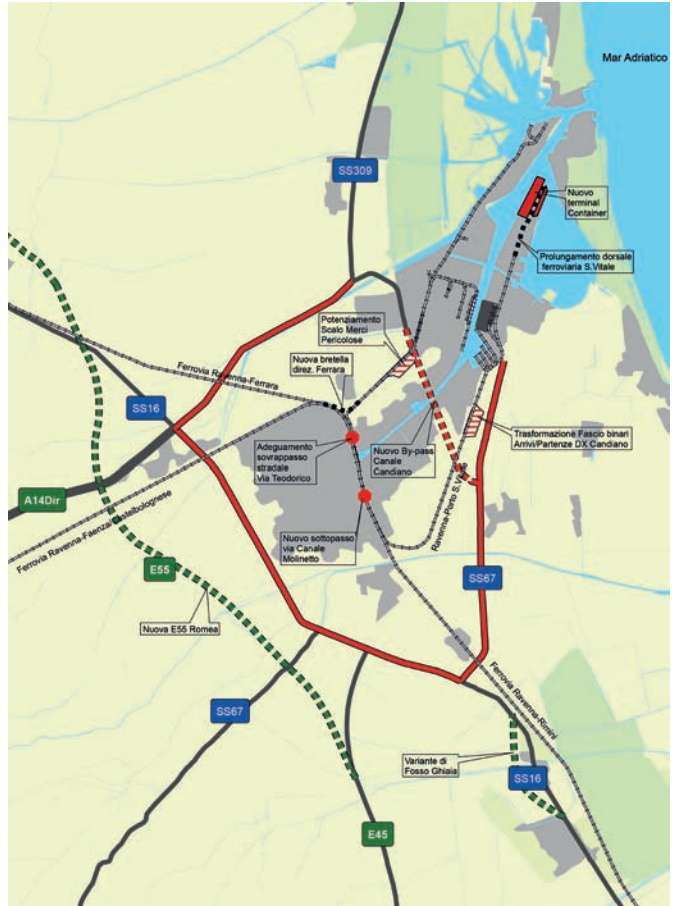 Mar Adriatico
SS309
Nuovo
terminal
Container
Prolungamento dorsale
ferroviaria S.Vitale
Potenziamento
Scalo Merci
Pericolose
Nuova bretella
direz. Ferrara
Ferrovia Ravenna-Ferrara
SS16
Adeguamento
sovrappasso
stradale
Via Teodorico
Nuovo By-pass
Canale
Candiano
Trasformazione Fascio binari
Arrivi/Partenze DX Candiano
A14Dir
Ferrovia Ravenna-Faenza/Castelbolognese
Ravenna-Porto S.Vitale
Nuovo sottopasso
via Canale
Molinetto
E55
SS67
Nuova E55 Romea
Ferrovia Ravenna-Rimini
SS67
Variante di
Fosso Ghiaia
SS16
E45